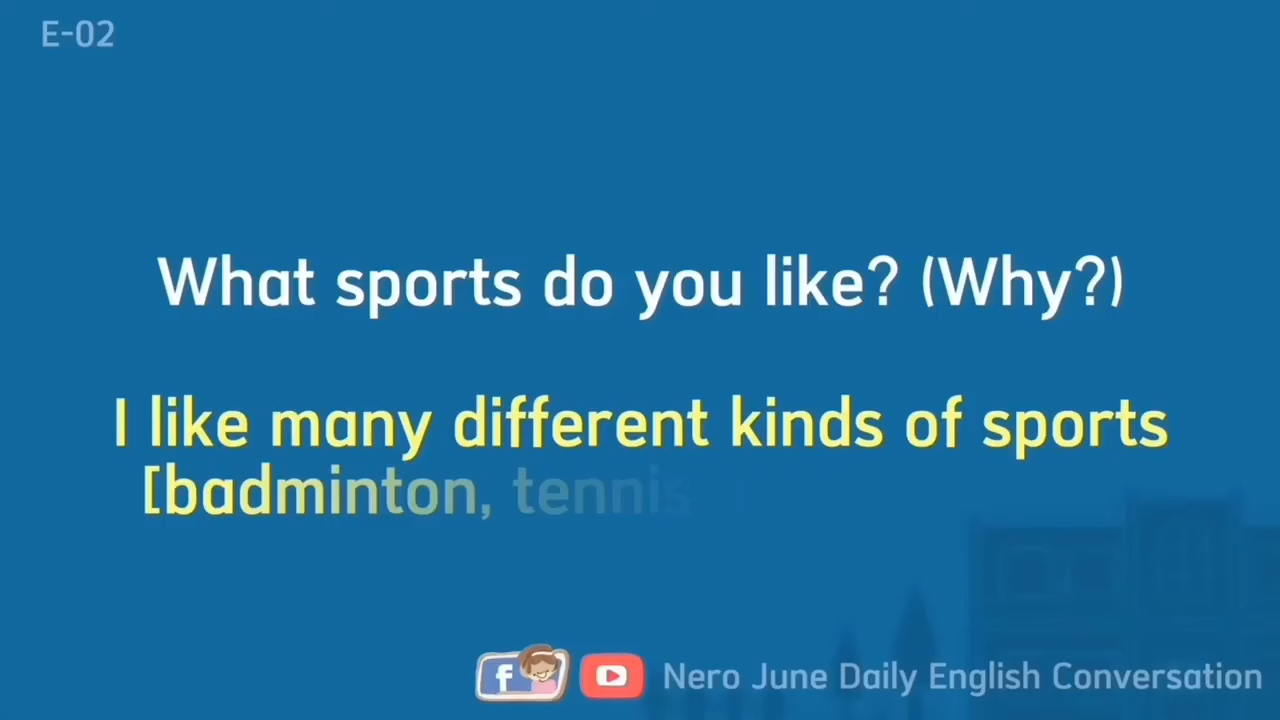 E-02
What sports do you like? (Why?)
I like many different kinds of sports
[badminton, tennis
f
Nero June Daily English Conversation